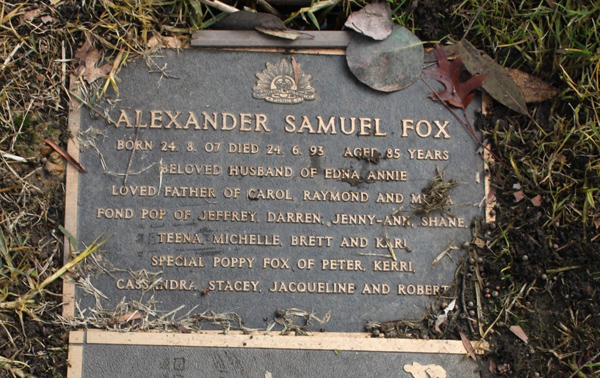 ALEXANDER SAMUEL FOX
BORN 24. 8. 07 DIED 24. 6. 93 AGED 85 YEARS
BELOVED HUSBAND OF EDNA ANNIE
LOVED FATHER OF CAROL, RAYMOND AND
FOND POP OF JEFFREY, DARREN, JENNY-ANN, SHANE,
TEENA, MICHELLE, BRETT AND KARL
SPECIAL POPPY FOX, OF PETER, KERRI,
CASSANDRA, STACEY, JACQUELINE AND ROBERT